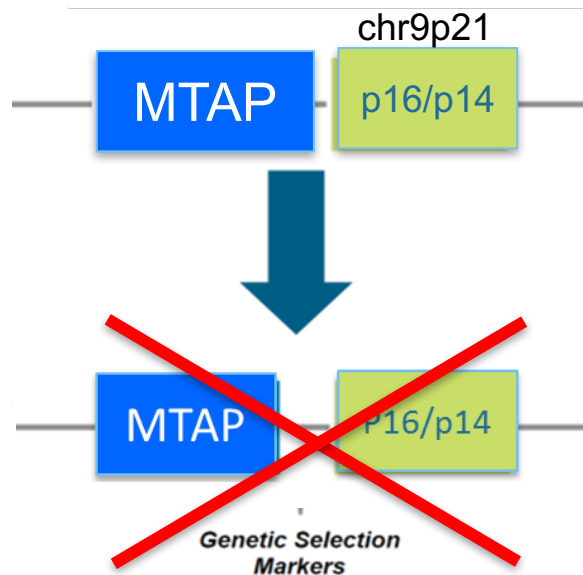 chr9p21
MTAP
p16/p14
MTAP
P16/p14
Genetic Selection
Markers